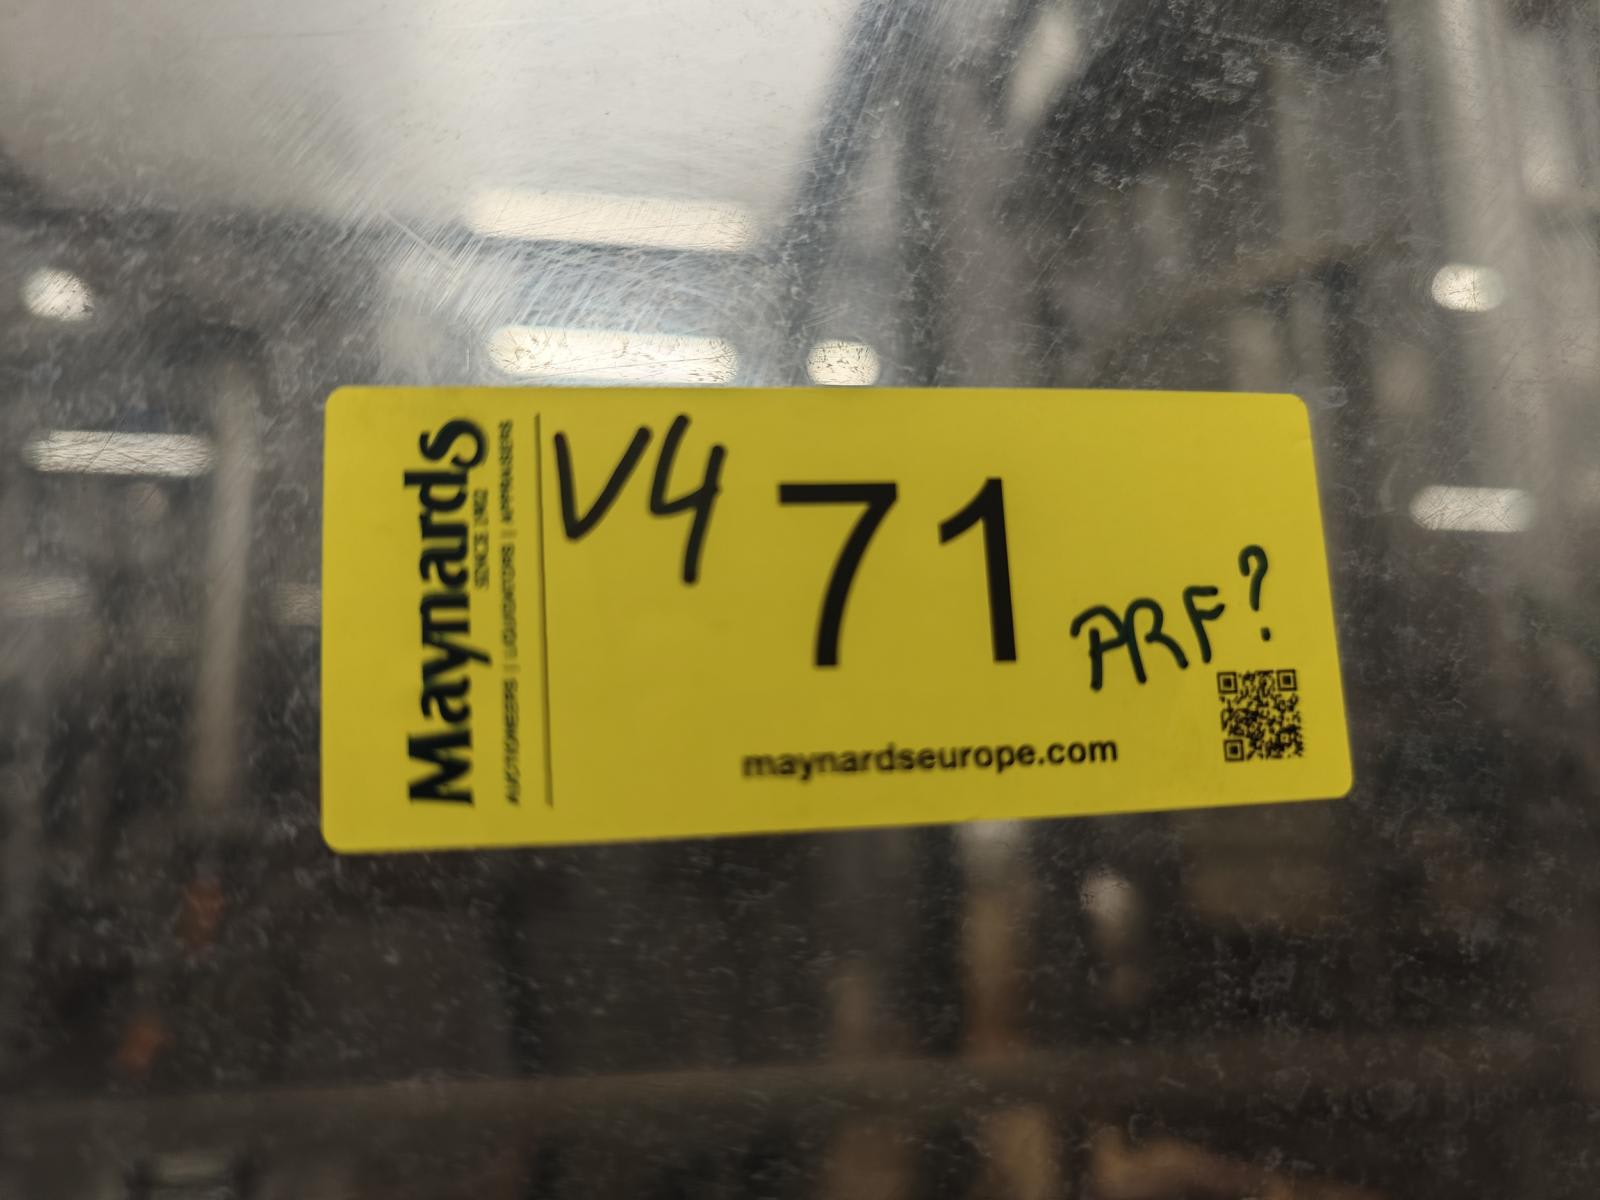 Maynards
SINCE 1902
AUCTIONEERS | LIQUIDATORS | APPRAISERS
V4
71
ARF?
maynardseurope.com